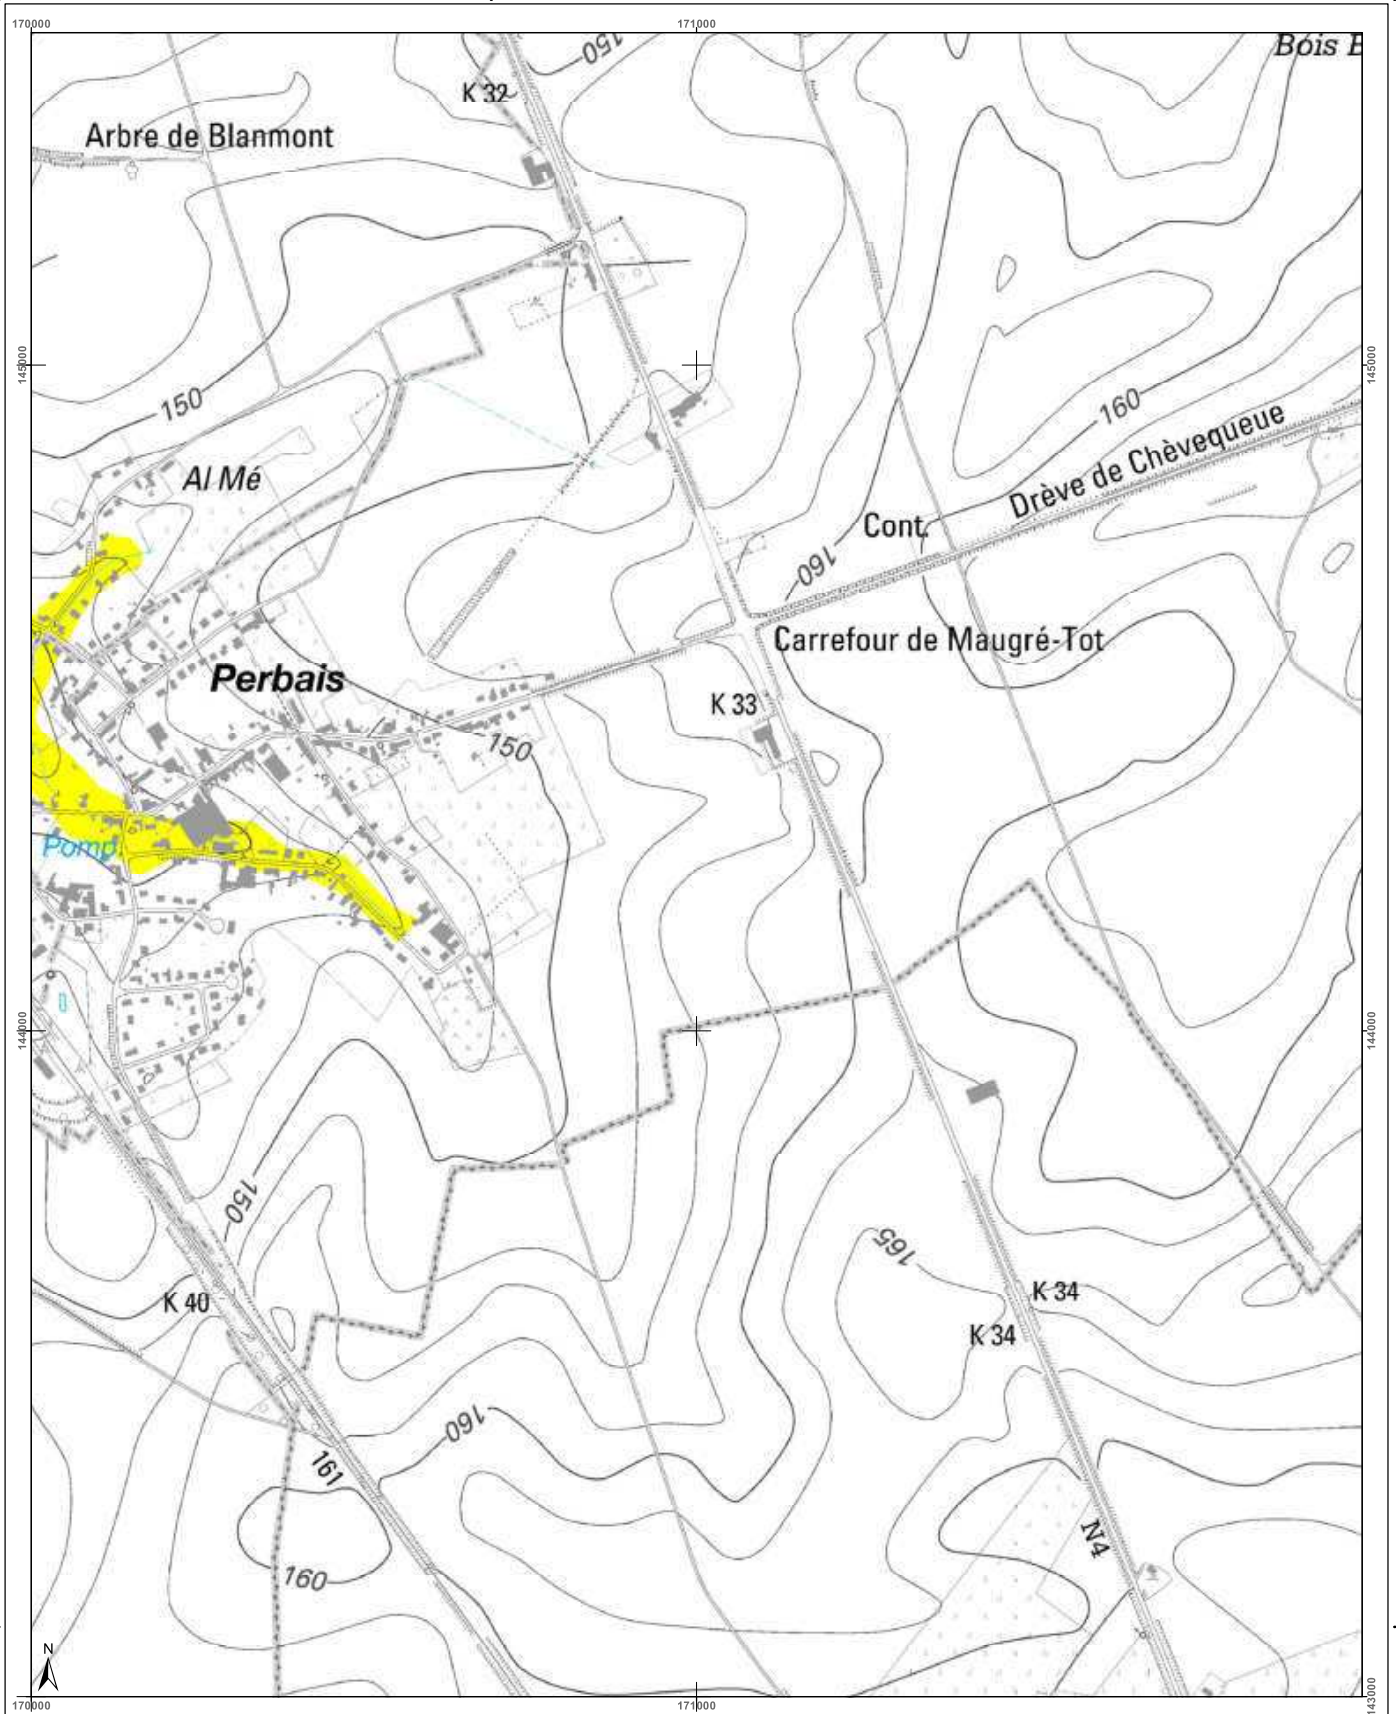 170000
171000
150
Bois B
K 32
Arbre de Blanmont
145000
145000
150
160
Drève de Chèvequeue
Al Mé
Cont.
160
Carrefour de Maugré-Tot
Perbais
K 33
150
Pomp.
144000
144000
150
165
K 40
K 34
K 34
160
161
N4
160
N
170000
171000
143000